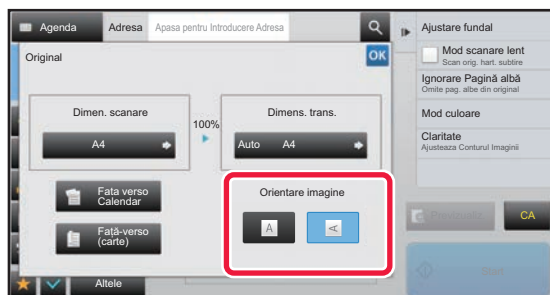 Agenda
Adresa
Apasa pentru Introducere Adresa
Original
OK
Dimen. scanare
100%
Dimens. trans.
A4
Auto A4
Fata verso
Calendar
Față-verso
(carte)
Orientare imagine
A
A
Altele
Ajustare fundal
Mod scanare lent
Scan orig. hart. subtire
Ignorare Pagină albă
Omite pag. albe din original
Mod culoare
Claritate
Ajusteaza Conturul Imaginii
CA